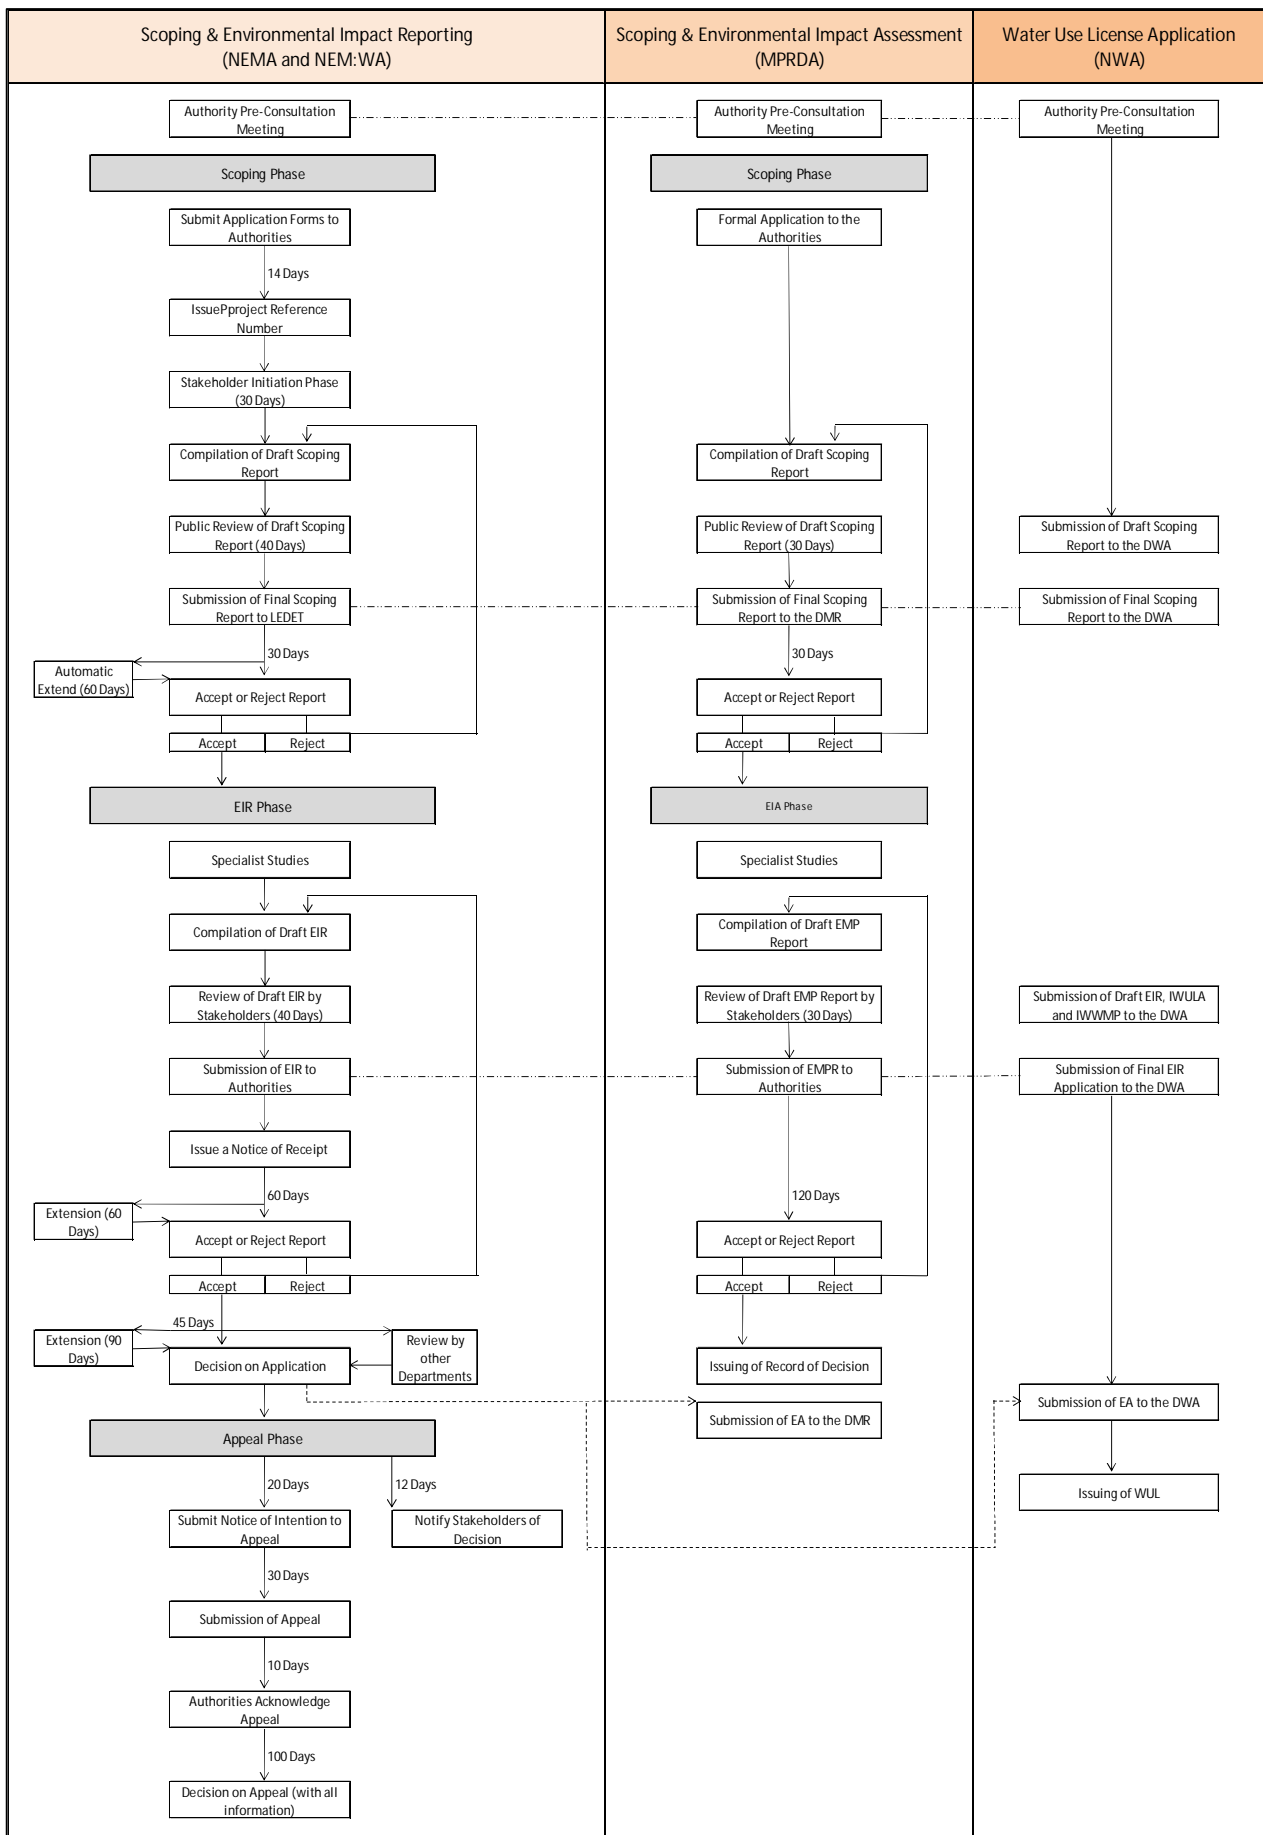 Scoping & Environmental Impact Reporting
(NEMA and NEM:WA)
Scoping & Environmental Impact Assessment
(MPRDA)
Water Use License Application
(NWA)
Authority Pre-Consultation
Meeting
Authority Pre-Consultation
Meeting
Authority Pre-Consultation
Meeting
Scoping Phase
Scoping Phase
Submit Application Forms to
Authorities
Formal Application to the
Authorities
14 Days
IssuePproject Reference
Number
Stakeholder Initiation Phase
(30 Days)
Compilation of Draft Scoping
Report
Compilation of Draft Scoping
Report
Public Review of Draft Scoping
Report (40 Days)
Public Review of Draft Scoping
Report (30 Days)
Submission of Draft Scoping
Report to the DWA
Submission of Final Scoping
Report to LEDET
Submission of Final Scoping
Report to the DMR
Submission of Final Scoping
Report to the DWA
30 Days
30 Days
Automatic
Extend (60 Days)
Accept or Reject Report
Accept or Reject Report
Accept
Reject
Accept
Reject
EIR Phase
EIA Phase
Specialist Studies
Specialist Studies
Compilation of Draft EIR
Compilation of Draft EMP
Report
Review of Draft EIR by
Stakeholders (40 Days)
Review of Draft EMP Report by
Stakeholders (30 Days)
Submission of Draft EIR, IWULA
and IWWMP to the DWA
Submission of EIR to
Authorities
Submission of EMPR to
Authorities
Submission of Final EIR
Application to the DWA
Issue a Notice of Receipt
60 Days
120 Days
Extension (60
Days)
Accept or Reject Report
Accept or Reject Report
Accept
Reject
Accept
Reject
45 Days
Extension (90
Days)
Decision on Application
Review by
other
Departments
Issuing of Record of Decision
Submission of EA to the DMR
Submission of EA to the DWA
Appeal Phase
20 Days
12 Days
Issuing of WUL
Submit Notice of Intention to
Appeal
Notify Stakeholders of
Decision
30 Days
Submission of Appeal
10 Days
Authorities Acknowledge
Appeal
100 Days
Decision on Appeal (with all
information)